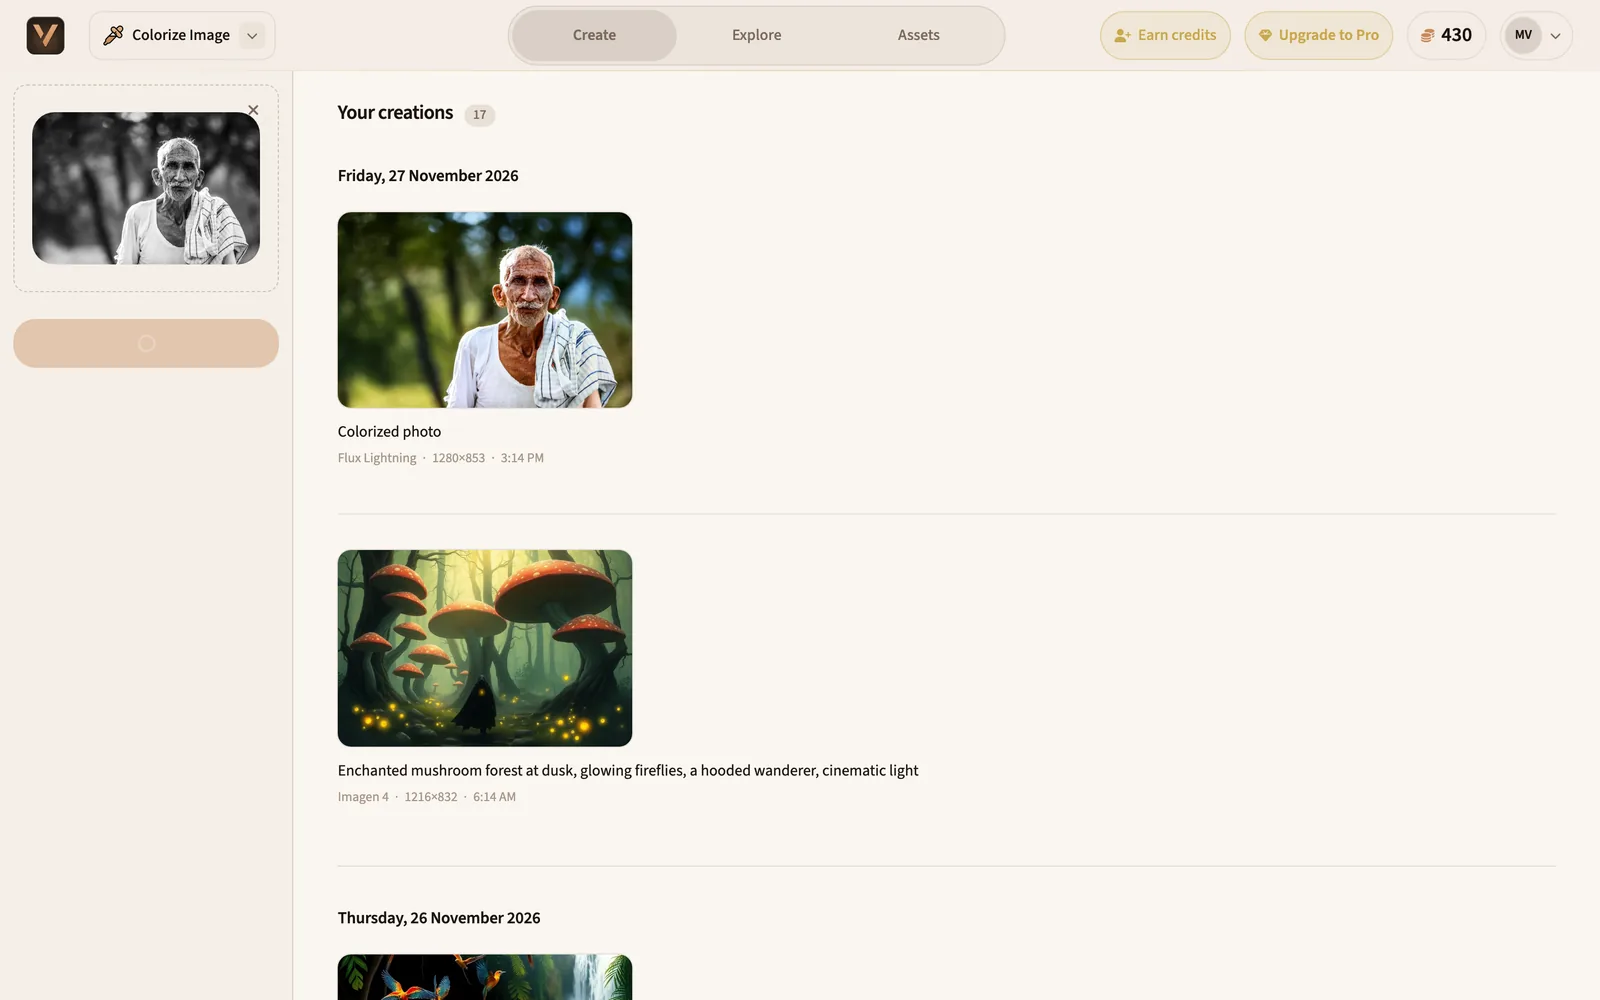 Colorize Image
Create
Explore
Assets
Earn credits
Upgrade to Pro
430
MV
Your creations 17
Friday, 27 November 2026
Colorized photo
Flux Lightning · 1280×853 · 3:14 PM
Enchanted mushroom forest at dusk, glowing fireflies, a hooded wanderer, cinematic light
Imagen 4 · 1216×832 · 6:14 AM
Thursday, 26 November 2026